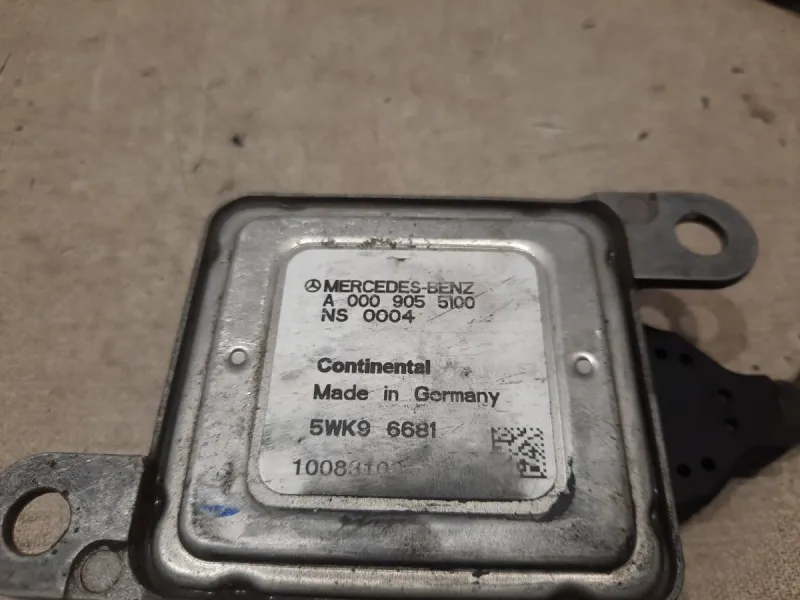 MERCEDES-BENZ
A 000 905 5100
NS 0004
Continental
Made in Germany
5WK9 6681